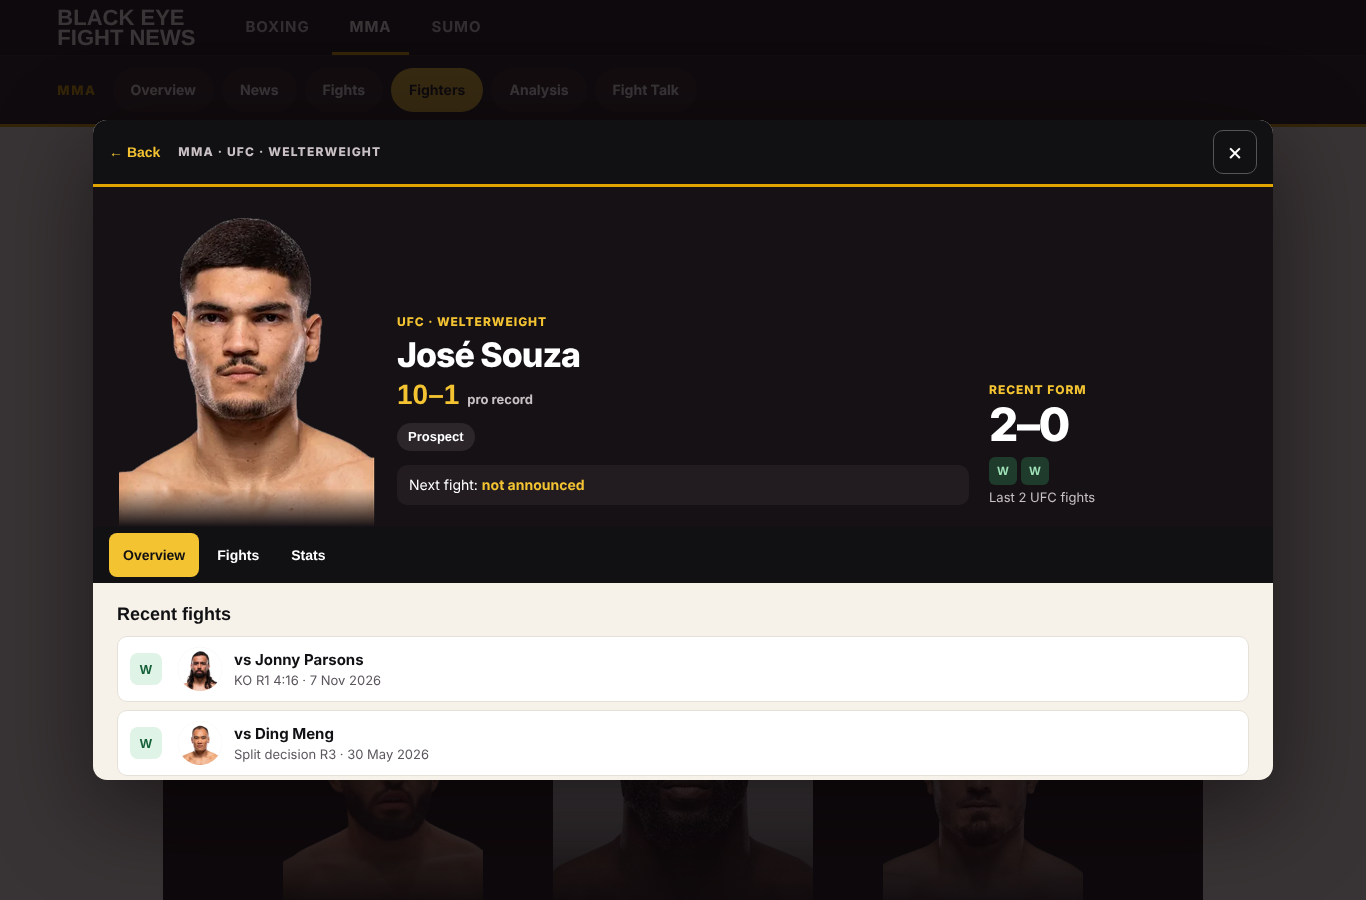 BLACK EYE
FIGHT NEWS
BOXING
MMA
SUMO
MMA
Overview
News
Fights
Fighters
Analysis
Fight Talk
← Back
MMA · UFC · WELTERWEIGHT
×
UFC · WELTERWEIGHT
José Souza
10–1 pro record
Prospect
Next fight: not announced
RECENT FORM
2–0
W W
Last 2 UFC fights
Overview
Fights
Stats
Recent fights
W
vs Jonny Parsons
KO R1 4:16 · 7 Nov 2026
W
vs Ding Meng
Split decision R3 · 30 May 2026